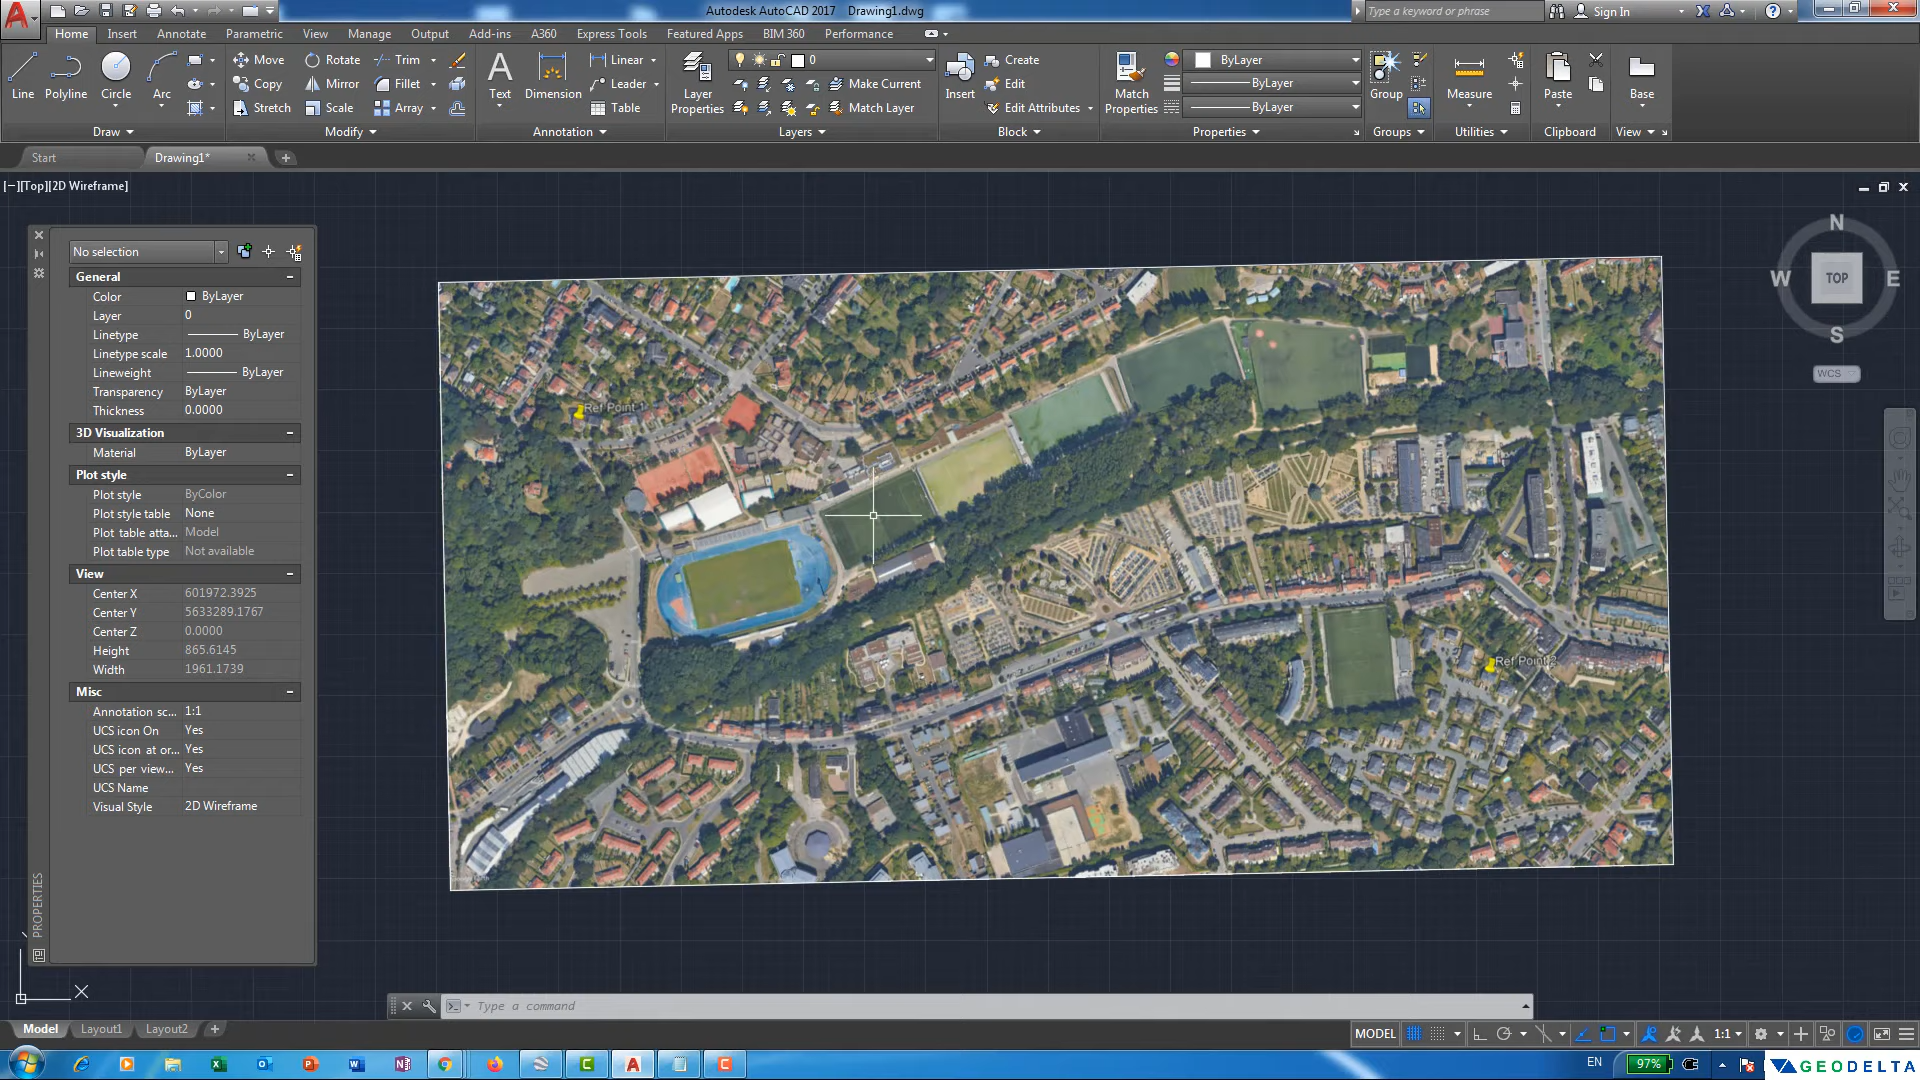 Autodesk AutoCAD 2017 Drawing1.dwg
Type a keyword or phrase
Sign In
Home Insert Annotate Parametric View Manage Output Add-ins A360 Express Tools Featured Apps BIM 360 Performance
Line Polyline Circle Arc
Draw
Move Rotate Trim
Copy Mirror Fillet
Stretch Scale Array
Modify
Text Dimension
Linear
Leader
Table
Annotation
Layer Properties
0
Make Current
Match Layer
Layers
Insert
Create
Edit
Edit Attributes
Block
Match Properties
ByLayer
ByLayer
ByLayer
Properties
Group
Groups
Measure
Utilities
Paste
Clipboard
Base
View
Start Drawing1*
[−][Top][2D Wireframe]
No selection
General
Color ByLayer
Layer 0
Linetype ByLayer
Linetype scale 1.0000
Lineweight ByLayer
Transparency ByLayer
Thickness 0.0000
3D Visualization
Material ByLayer
Plot style
Plot style ByColor
Plot style table None
Plot table atta... Model
Plot table type Not available
View
Center X 601972.3925
Center Y 5633289.1767
Center Z 0.0000
Height 865.6145
Width 1961.1739
Misc
Annotation sc... 1:1
UCS icon On Yes
UCS icon at or... Yes
UCS per view... Yes
UCS Name
Visual Style 2D Wireframe
PROPERTIES
Ref Point 1
Ref Point 2
N
W TOP E
S
WCS
X
Type a command
Model Layout1 Layout2
MODEL
1:1
EN
97%
GEODELTA